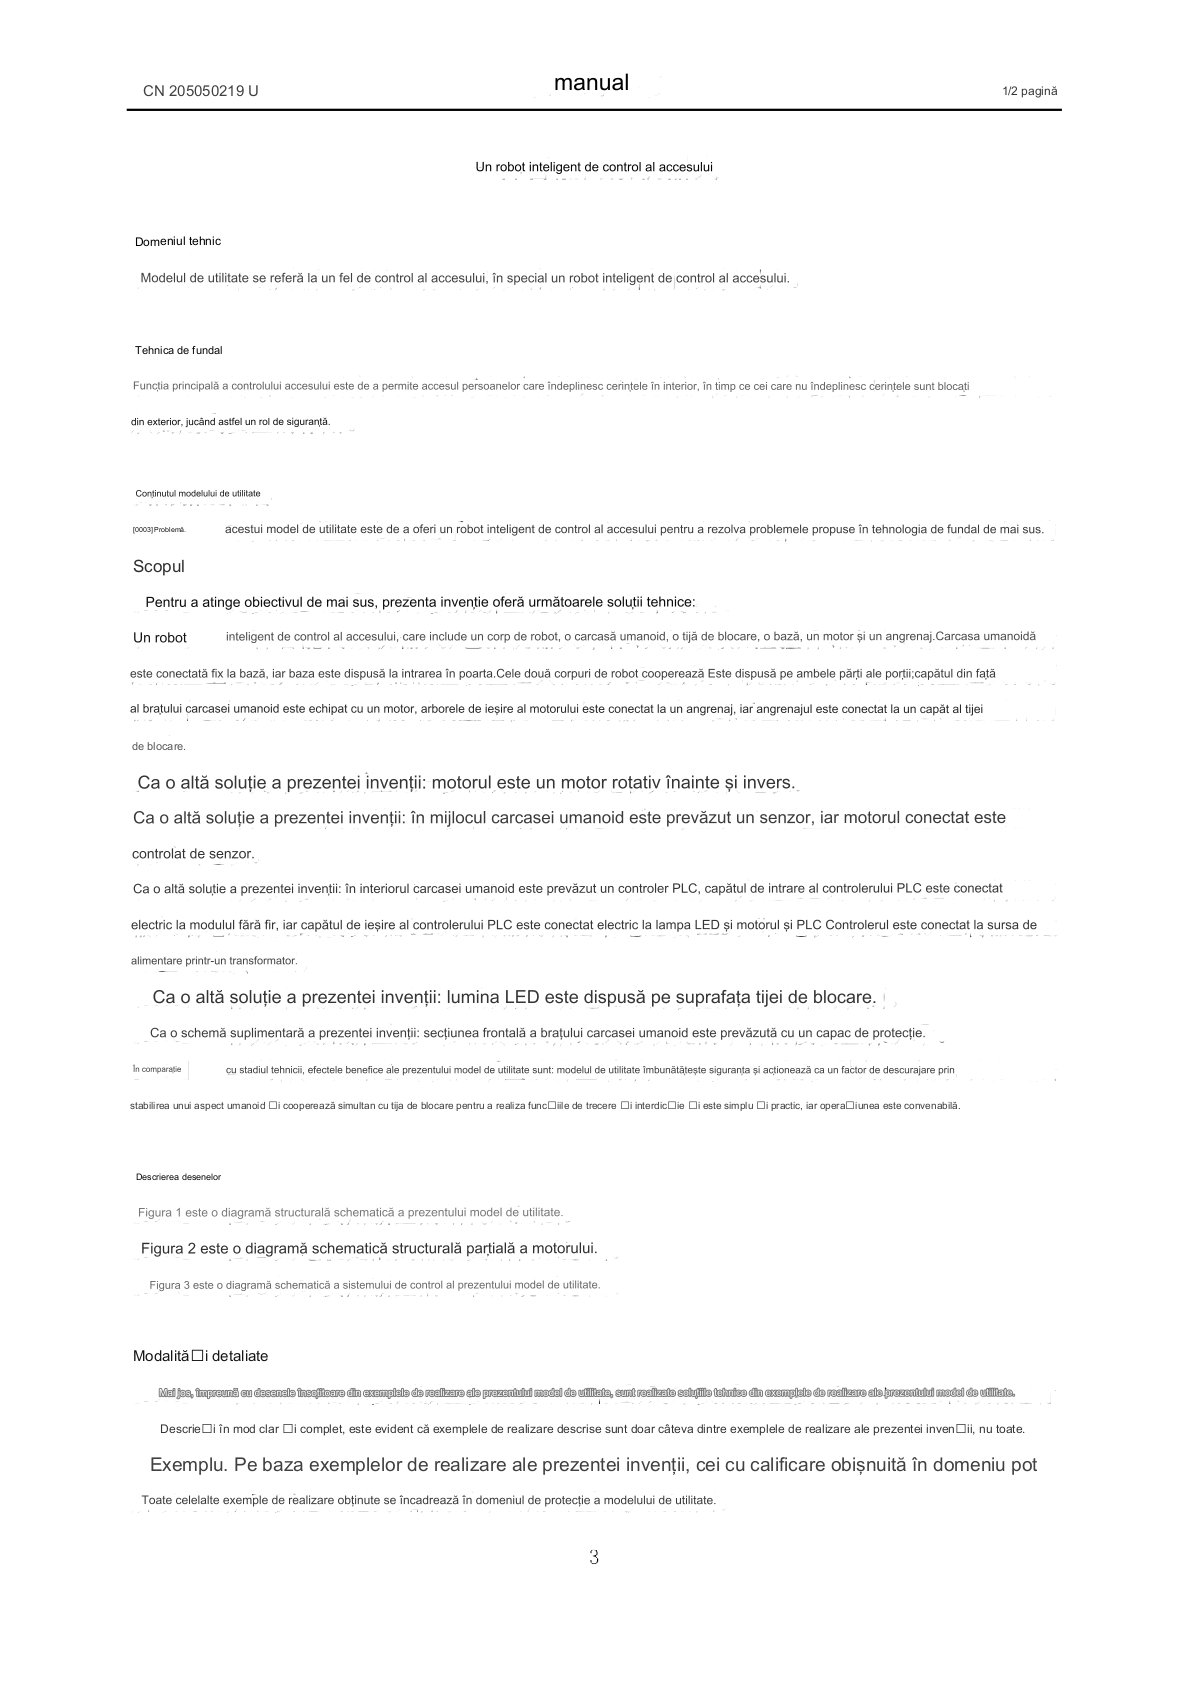 CN 205050219 U
manual
1/2 pagină
Un robot inteligent de control al accesului
Domeniul tehnic
Modelul de utilitate se referă la un fel de control al accesului, în special un robot inteligent de control al accesului.
Tehnica de fundal
Funcția principală a controlului accesului este de a permite accesul persoanelor care îndeplinesc cerințele în interior, în timp ce cei care nu îndeplinesc cerințele sunt blocați
din exterior, jucând astfel un rol de siguranță.
Conținutul modelului de utilitate
[0003]Problemă. acestui model de utilitate este de a oferi un robot inteligent de control al accesului pentru a rezolva problemele propuse în tehnologia de fundal de mai sus.
Scopul
Pentru a atinge obiectivul de mai sus, prezenta invenție oferă următoarele soluții tehnice:
Un robot inteligent de control al accesului, care include un corp de robot, o carcasă umanoid, o tijă de blocare, o bază, un motor și un angrenaj.Carcasa umanoidă
este conectată fix la bază, iar baza este dispusă la intrarea în poarta.Cele două corpuri de robot cooperează Este dispusă pe ambele părți ale porții;capătul din față
al brațului carcasei umanoid este echipat cu un motor, arborele de ieșire al motorului este conectat la un angrenaj, iar angrenajul este conectat la un capăt al tijei
de blocare.
Ca o altă soluție a prezentei invenții: motorul este un motor rotativ înainte și invers.
Ca o altă soluție a prezentei invenții: în mijlocul carcasei umanoid este prevăzut un senzor, iar motorul conectat este
controlat de senzor.
Ca o altă soluție a prezentei invenții: în interiorul carcasei umanoid este prevăzut un controler PLC, capătul de intrare al controlerului PLC este conectat
electric la modulul fără fir, iar capătul de ieșire al controlerului PLC este conectat electric la lampa LED și motorul și PLC Controlerul este conectat la sursa de
alimentare printr-un transformator.
Ca o altă soluție a prezentei invenții: lumina LED este dispusă pe suprafața tijei de blocare.
Ca o schemă suplimentară a prezentei invenții: secțiunea frontală a brațului carcasei umanoid este prevăzută cu un capac de protecție.
În comparație cu stadiul tehnicii, efectele benefice ale prezentului model de utilitate sunt: modelul de utilitate îmbunătățește siguranța și acționează ca un factor de descurajare prin
stabilirea unui aspect umanoid □i cooperează simultan cu tija de blocare pentru a realiza func□iile de trecere □i interdic□ie □i este simplu □i practic, iar opera□iunea este convenabilă.
Descrierea desenelor
Figura 1 este o diagramă structurală schematică a prezentului model de utilitate.
Figura 2 este o diagramă schematică structurală parțială a motorului.
Figura 3 este o diagramă schematică a sistemului de control al prezentului model de utilitate.
Modalită□i detaliate
Mai jos, împreună cu desenele însoțitoare din exemplele de realizare ale prezentului model de utilitate, sunt realizate soluțiile tehnice din exemplele de realizare ale prezentului model de utilitate.
Descrie□i în mod clar □i complet, este evident că exemplele de realizare descrise sunt doar câteva dintre exemplele de realizare ale prezentei inven□ii, nu toate.
Exemplu. Pe baza exemplelor de realizare ale prezentei invenții, cei cu calificare obișnuită în domeniu pot
Toate celelalte exemple de realizare obținute se încadrează în domeniul de protecție a modelului de utilitate.
3